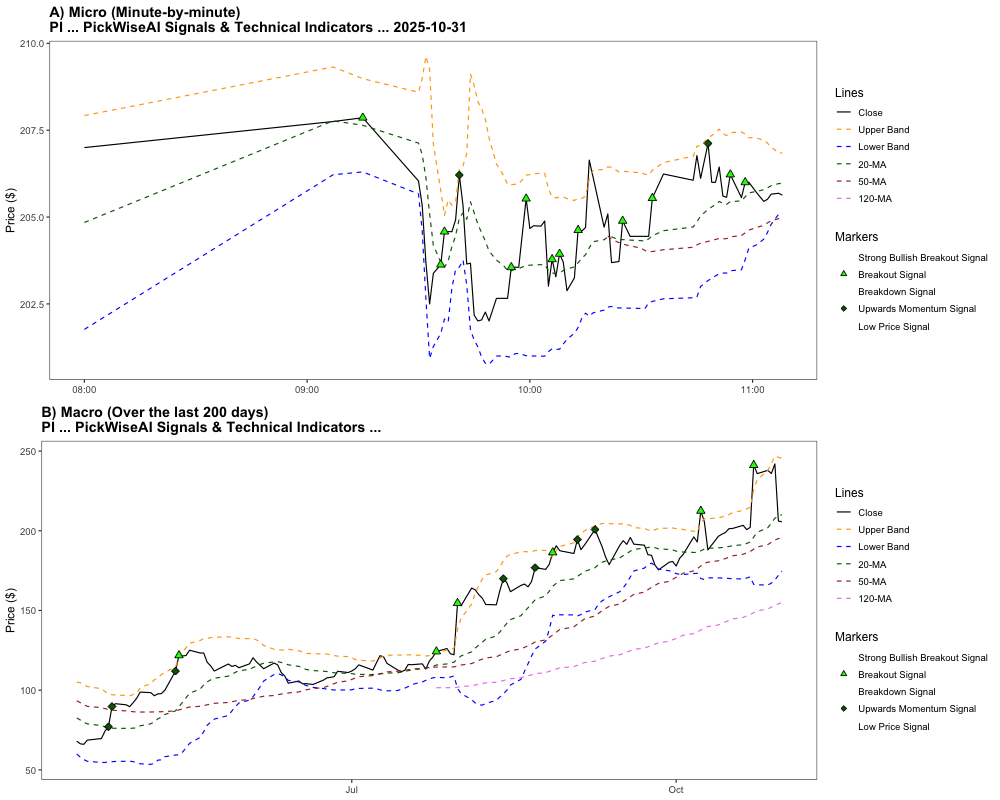 A) Micro (Minute-by-minute)
PI ... PickWiseAI Signals & Technical Indicators ... 2025-10-31
Price ($)
210.0
207.5
205.0
202.5
08:00
09:00
10:00
11:00
Lines
Close
Upper Band
Lower Band
20-MA
50-MA
120-MA
Markers
Strong Bullish Breakout Signal
Breakout Signal
Breakdown Signal
Upwards Momentum Signal
Low Price Signal
B) Macro (Over the last 200 days)
PI ... PickWiseAI Signals & Technical Indicators ...
Price ($)
250
200
150
100
50
Jul
Oct
Lines
Close
Upper Band
Lower Band
20-MA
50-MA
120-MA
Markers
Strong Bullish Breakout Signal
Breakout Signal
Breakdown Signal
Upwards Momentum Signal
Low Price Signal